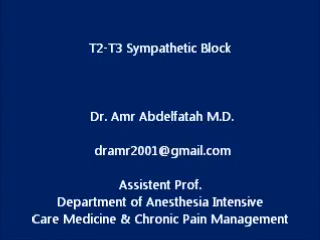 T2-T3 Sympathetic Block
Dr. Amr Abdelfatah M.D.
dramr2001@gmail.com
Assistent Prof.
Department of Anesthesia Intensive
Care Medicine & Chronic Pain Management